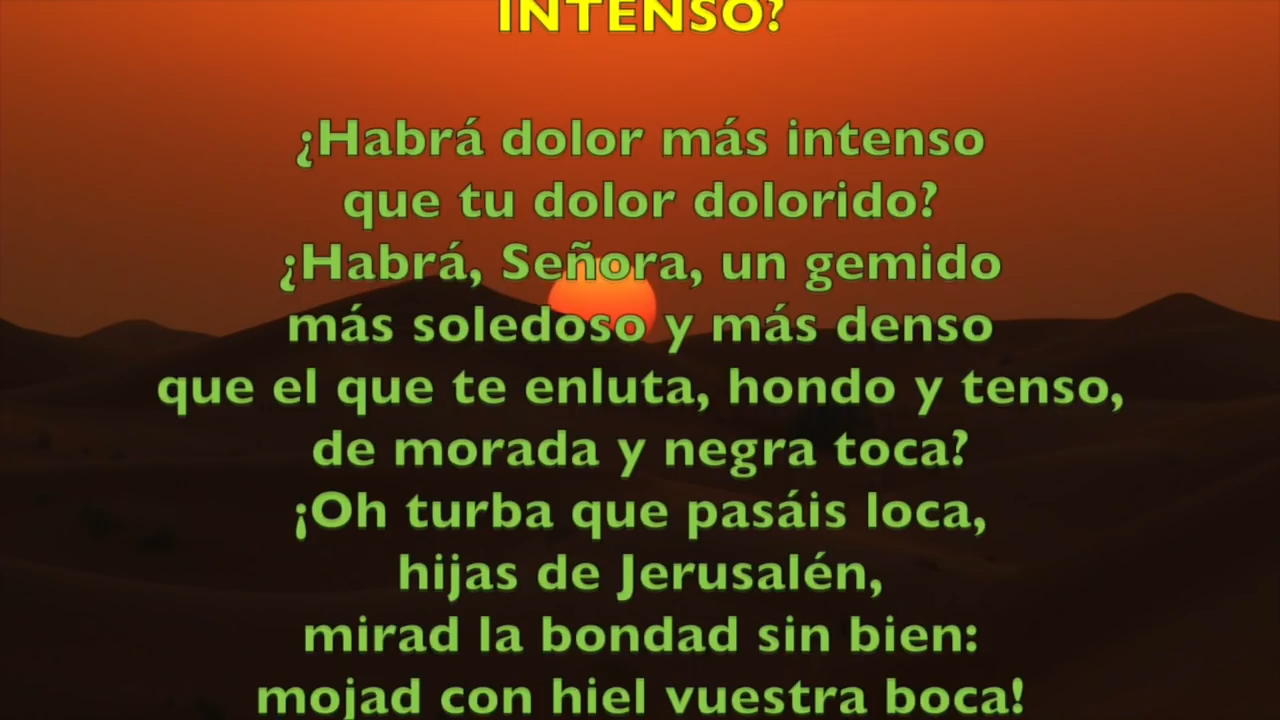 INTENSO?
¿Habrá dolor más intenso
que tu dolor dolorido?
¿Habrá, Señora, un gemido
más soledoso y más denso
que el que te enluta, hondo y tenso,
de morada y negra toca?
¡Oh turba que pasáis loca,
hijas de Jerusalén,
mirad la bondad sin bien:
mojad con hiel vuestra boca!